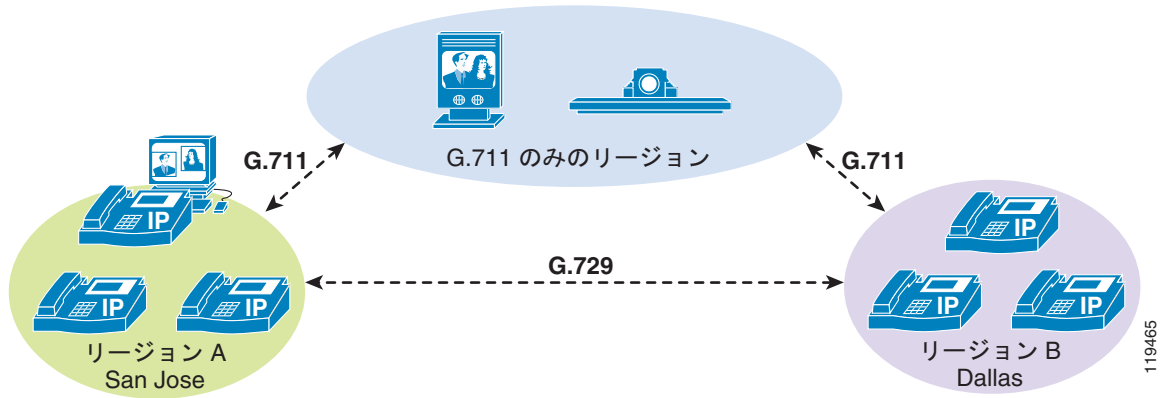 G.711 のみのリージョン
G.711
G.711
G.729
IP
IP
IP
リージョン A
San Jose
IP
IP
IP
リージョン B
Dallas
119465